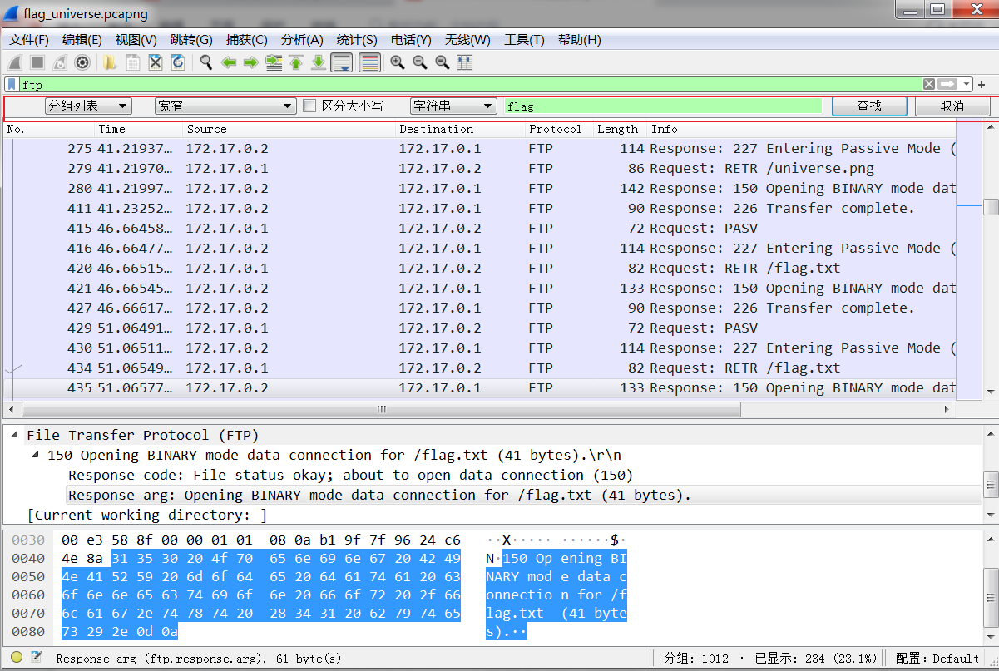 flag_universe.pcapng
文件(F) 编辑(E) 视图(V) 跳转(G) 捕获(C) 分析(A) 统计(S) 电话(Y) 无线(W) 工具(T) 帮助(H)
ftp
分组列表 宽窄 区分大小写 字符串 flag 查找 取消
No. Time Source Destination Protocol Length Info
275 41.21937… 172.17.0.2 172.17.0.1 FTP 114 Response: 227 Entering Passive Mode (
279 41.21970… 172.17.0.1 172.17.0.2 FTP 86 Request: RETR /universe.png
280 41.21997… 172.17.0.2 172.17.0.1 FTP 142 Response: 150 Opening BINARY mode dat
411 41.23252… 172.17.0.2 172.17.0.1 FTP 90 Response: 226 Transfer complete.
415 46.66458… 172.17.0.1 172.17.0.2 FTP 72 Request: PASV
416 46.66477… 172.17.0.2 172.17.0.1 FTP 114 Response: 227 Entering Passive Mode (
420 46.66515… 172.17.0.1 172.17.0.2 FTP 82 Request: RETR /flag.txt
421 46.66545… 172.17.0.2 172.17.0.1 FTP 133 Response: 150 Opening BINARY mode dat
427 46.66617… 172.17.0.2 172.17.0.1 FTP 90 Response: 226 Transfer complete.
429 51.06491… 172.17.0.1 172.17.0.2 FTP 72 Request: PASV
430 51.06511… 172.17.0.2 172.17.0.1 FTP 114 Response: 227 Entering Passive Mode (
434 51.06549… 172.17.0.1 172.17.0.2 FTP 82 Request: RETR /flag.txt
435 51.06577… 172.17.0.2 172.17.0.1 FTP 133 Response: 150 Opening BINARY mode dat
File Transfer Protocol (FTP)
150 Opening BINARY mode data connection for /flag.txt (41 bytes).\r\n
Response code: File status okay; about to open data connection (150)
Response arg: Opening BINARY mode data connection for /flag.txt (41 bytes).
[Current working directory: ]
0030 00 e3 58 8f 00 00 01 01 08 0a b1 9f 7f 96 24 c6 ··X····· ······$·
0040 4e 8a 31 35 30 20 4f 70 65 6e 69 6e 67 20 42 49 N·150 Op ening BI
0050 4e 41 52 59 20 6d 6f 64 65 20 64 61 74 61 20 63 NARY mod e data c
0060 6f 6e 6e 65 63 74 69 6f 6e 20 66 6f 72 20 2f 66 onnectio n for /f
0070 6c 61 67 2e 74 78 74 20 28 34 31 20 62 79 74 65 lag.txt (41 byte
0080 73 29 2e 0d 0a s).··
Response arg (ftp.response.arg), 61 byte(s) 分组: 1012 · 已显示: 234 (23.1%) 配置: Default